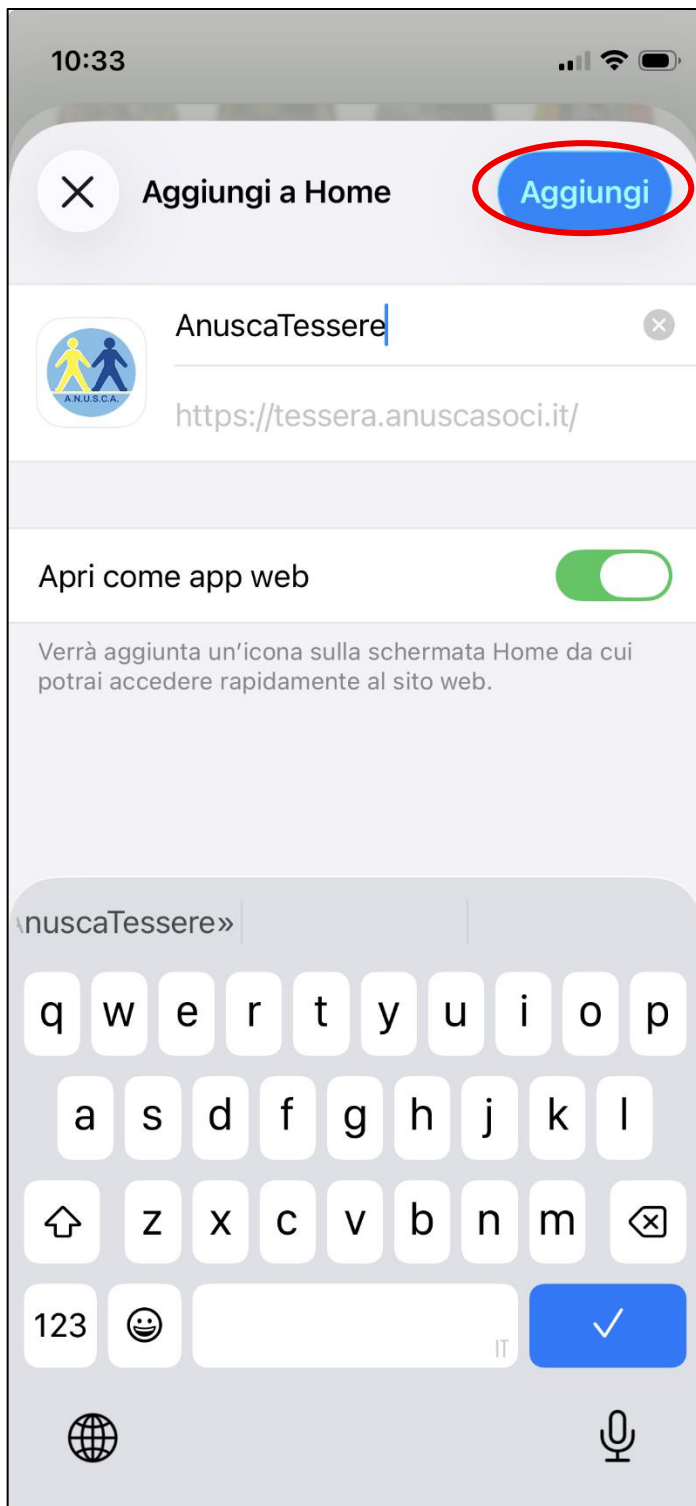 10:33
Aggiungi a Home
Aggiungi
AnuscaTessere
A.N.U.S.C.A.
https://tessera.anuscasoci.it/
Apri come app web
Verrà aggiunta un’icona sulla schermata Home da cui
potrai accedere rapidamente al sito web.
AnuscaTessere»
q w e r t y u i o p
a s d f g h j k l
z x c v b n m
123
IT